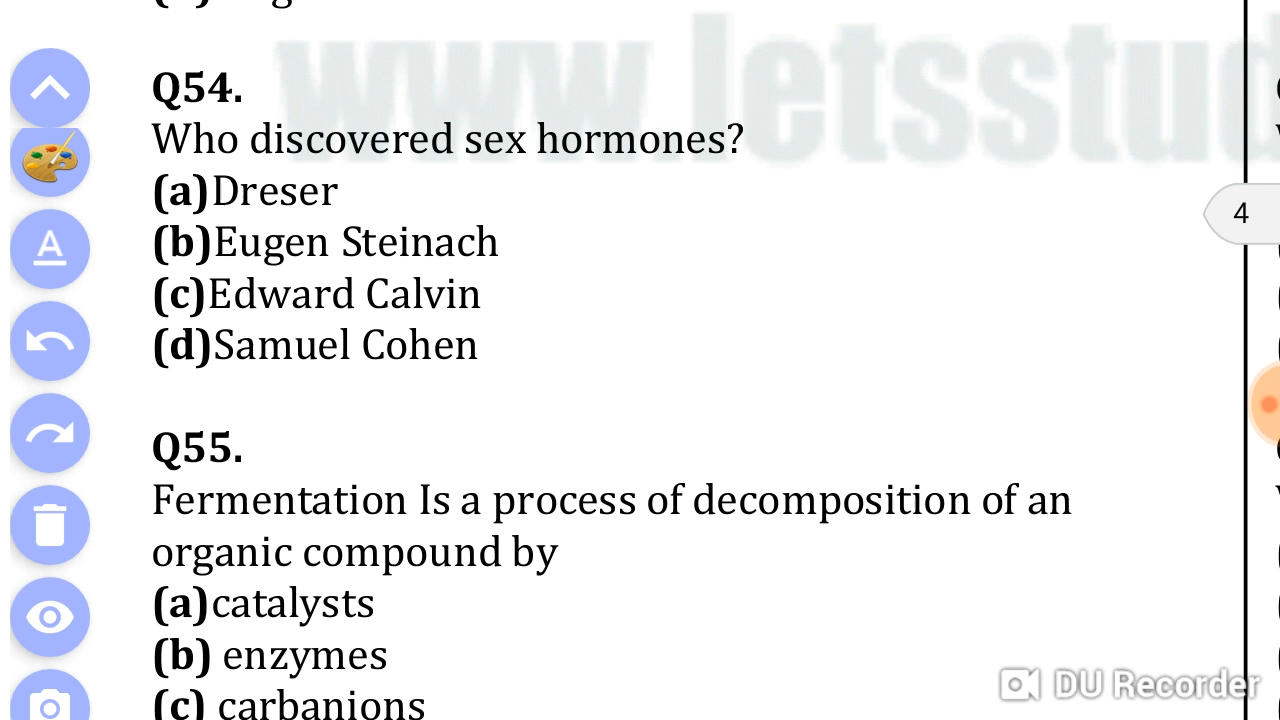 www.letsstud
Q54.
Who discovered sex hormones?
(a)Dreser
(b)Eugen Steinach
(c)Edward Calvin
(d)Samuel Cohen
4
Q55.
Fermentation Is a process of decomposition of an
organic compound by
(a)catalysts
(b) enzymes
(c) carbanions
A
DU Recorder